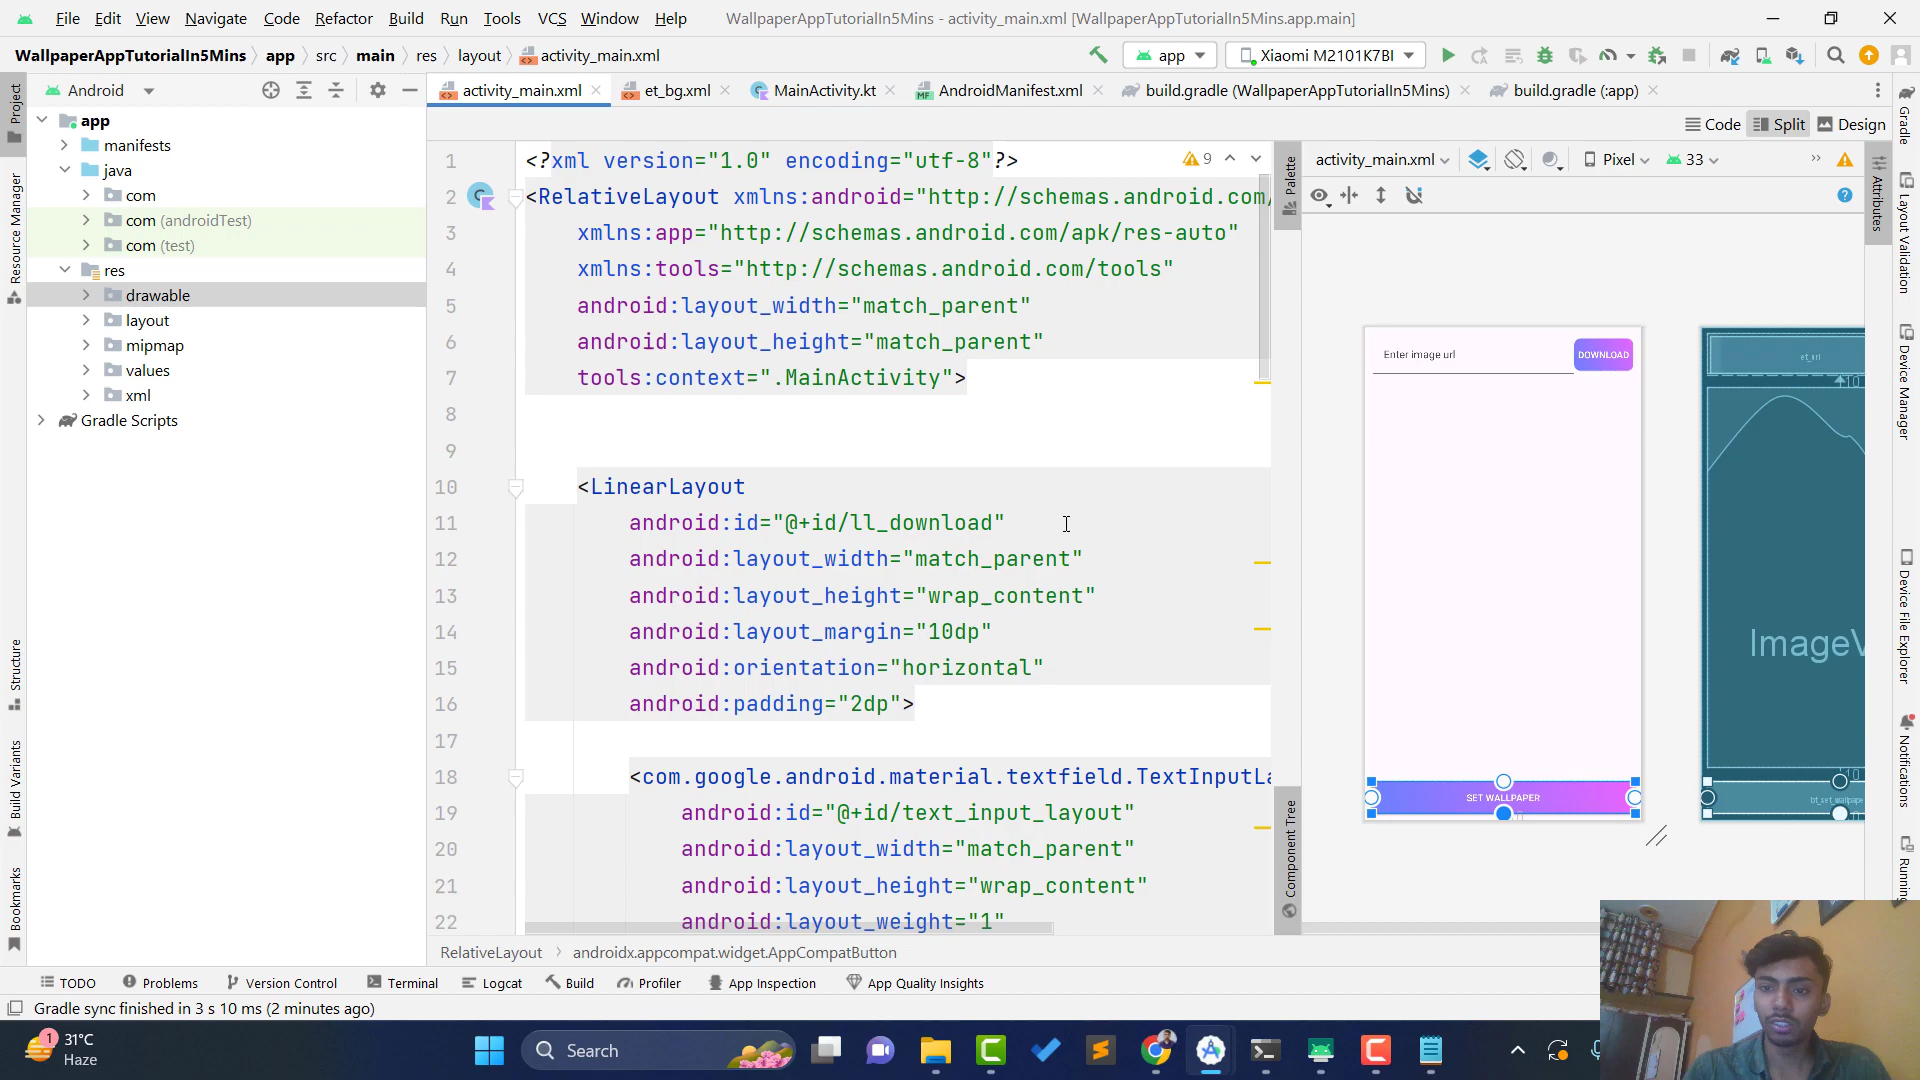 File Edit View Navigate Code Refactor Build Run Tools VCS Window Help WallpaperAppTutorialIn5Mins - activity_main.xml [WallpaperAppTutorialIn5Mins.app.main]
WallpaperAppTutorialIn5Mins app src main res layout activity_main.xml app Xiaomi M2101K7BI
Android activity_main.xml et_bg.xml MainActivity.kt AndroidManifest.xml build.gradle (WallpaperAppTutorialIn5Mins) build.gradle (:app)
Code Split Design
app
manifests
java
com
com (androidTest)
com (test)
res
drawable
layout
mipmap
values
xml
Gradle Scripts
Project
Resource Manager
Structure
Build Variants
Bookmarks
1 <?xml version="1.0" encoding="utf-8"?> 9
2 <RelativeLayout xmlns:android="http://schemas.android.com/
3 xmlns:app="http://schemas.android.com/apk/res-auto"
4 xmlns:tools="http://schemas.android.com/tools"
5 android:layout_width="match_parent"
6 android:layout_height="match_parent"
7 tools:context=".MainActivity">
8
9
10 <LinearLayout
11 android:id="@+id/ll_download"
12 android:layout_width="match_parent"
13 android:layout_height="wrap_content"
14 android:layout_margin="10dp"
15 android:orientation="horizontal"
16 android:padding="2dp">
17
18 <com.google.android.material.textfield.TextInputLa
19 android:id="@+id/text_input_layout"
20 android:layout_width="match_parent"
21 android:layout_height="wrap_content"
22 android:layout_weight="1"
RelativeLayout androidx.appcompat.widget.AppCompatButton
Palette
Component Tree
activity_main.xml Pixel 33
Enter image url DOWNLOAD
SET WALLPAPER
et_url
10
ImageV
10
bt_set_wallpape
Attributes
Gradle
Layout Validation
Device Manager
Device File Explorer
Notifications
Running
TODO Problems Version Control Terminal Logcat Build Profiler App Inspection App Quality Insights
Gradle sync finished in 3 s 10 ms (2 minutes ago)
1
31°C
Haze
Search